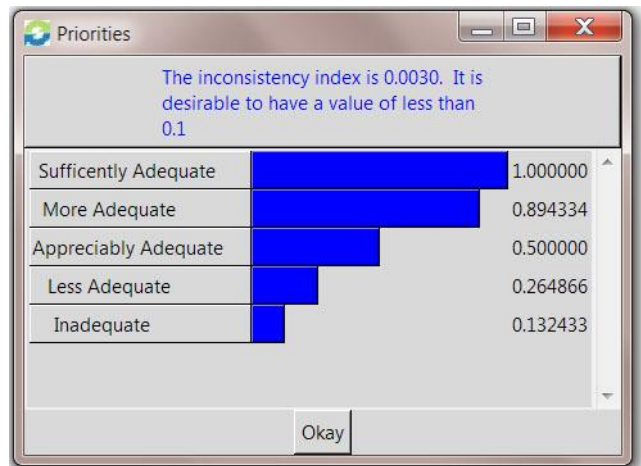 Priorities
The inconsistency index is 0.0030. It is
desirable to have a value of less than
0.1
Sufficently Adequate 1.000000
More Adequate 0.894334
Appreciably Adequate 0.500000
Less Adequate 0.264866
Inadequate 0.132433
Okay